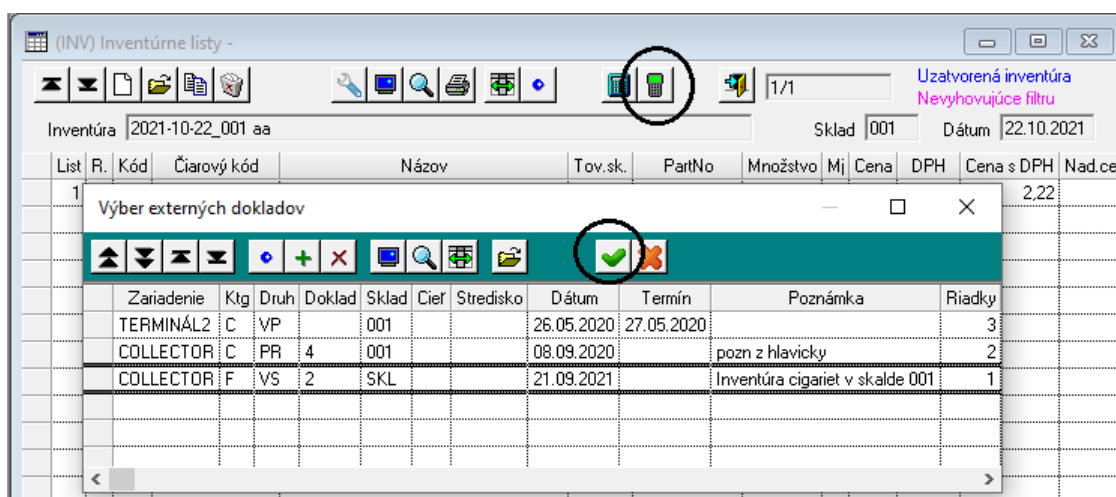 (INV) Inventúrne listy -
1/1
Uzatvorená inventúra
Nevyhovujúce filtru
Inventúra 2021-10-22_001 aa Sklad 001 Dátum 22.10.2021
List R. Kód Čiarový kód Názov Tov.sk. PartNo Množstvo Mj Cena DPH Cena s DPH Nad.ce
1 2,22
Výber externých dokladov
Zariadenie Ktg Druh Doklad Sklad Cieľ Stredisko Dátum Termín Poznámka Riadky
TERMINÁL2 C VP 001 26.05.2020 27.05.2020 3
COLLECTOR C PR 4 001 08.09.2020 pozn z hlavicky 2
COLLECTOR F VS 2 SKL 21.09.2021 Inventúra cigariet v skalde 001 1